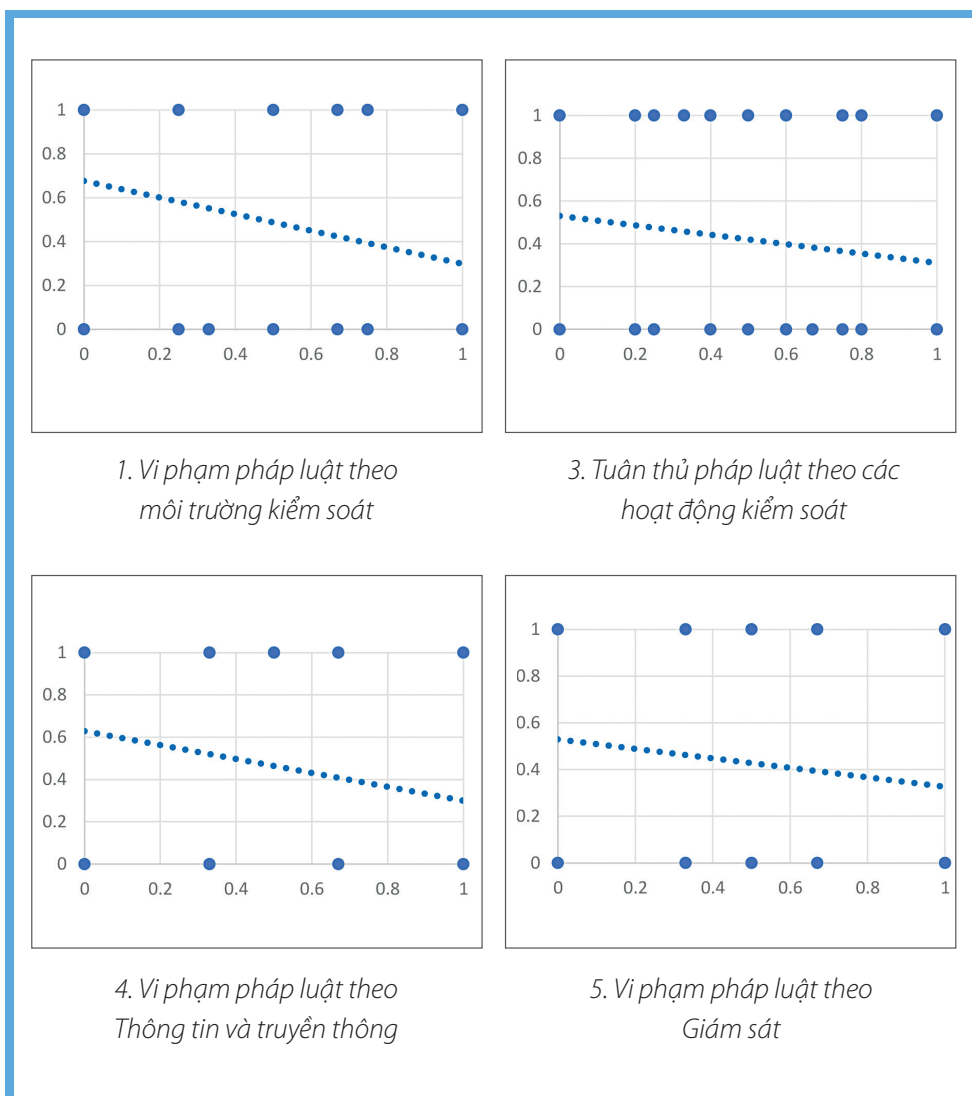 1
0.8
0.6
0.4
0.2
0
0 0.2 0.4 0.6 0.8 1
1. Vi phạm pháp luật theo
môi trường kiểm soát
1
0.8
0.6
0.4
0.2
0
0 0.2 0.4 0.6 0.8 1
3. Tuân thủ pháp luật theo các
hoạt động kiểm soát
1
0.8
0.6
0.4
0.2
0
0 0.2 0.4 0.6 0.8 1
4. Vi phạm pháp luật theo
Thông tin và truyền thông
1
0.8
0.6
0.4
0.2
0
0 0.2 0.4 0.6 0.8 1
5. Vi phạm pháp luật theo
Giám sát